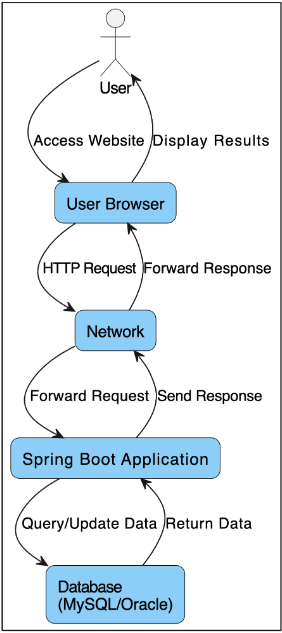 User
Access Website
Display Results
User Browser
HTTP Request
Forward Response
Network
Forward Request
Send Response
Spring Boot Application
Query/Update Data
Return Data
Database
(MySQL/Oracle)